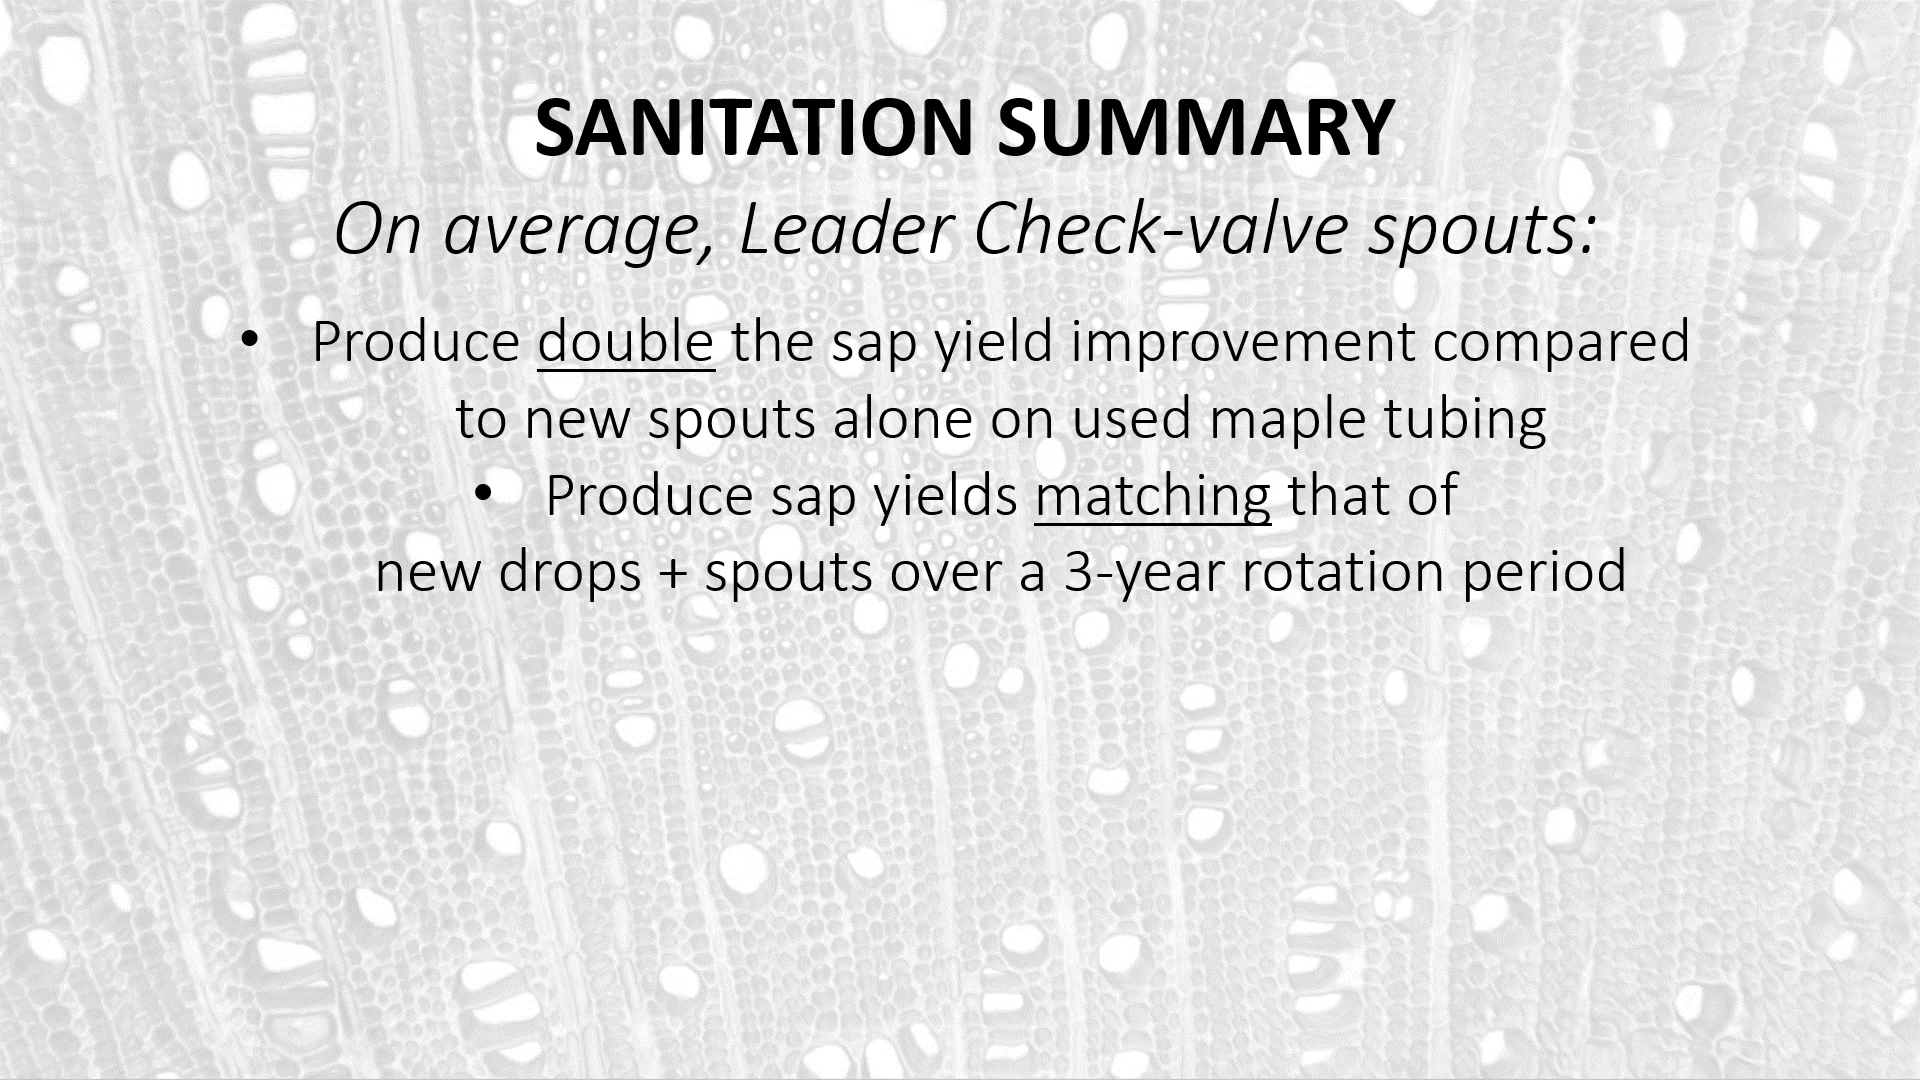 SANITATION SUMMARY
On average, Leader Check-valve spouts:
• Produce double the sap yield improvement compared
to new spouts alone on used maple tubing
• Produce sap yields matching that of
new drops + spouts over a 3-year rotation period